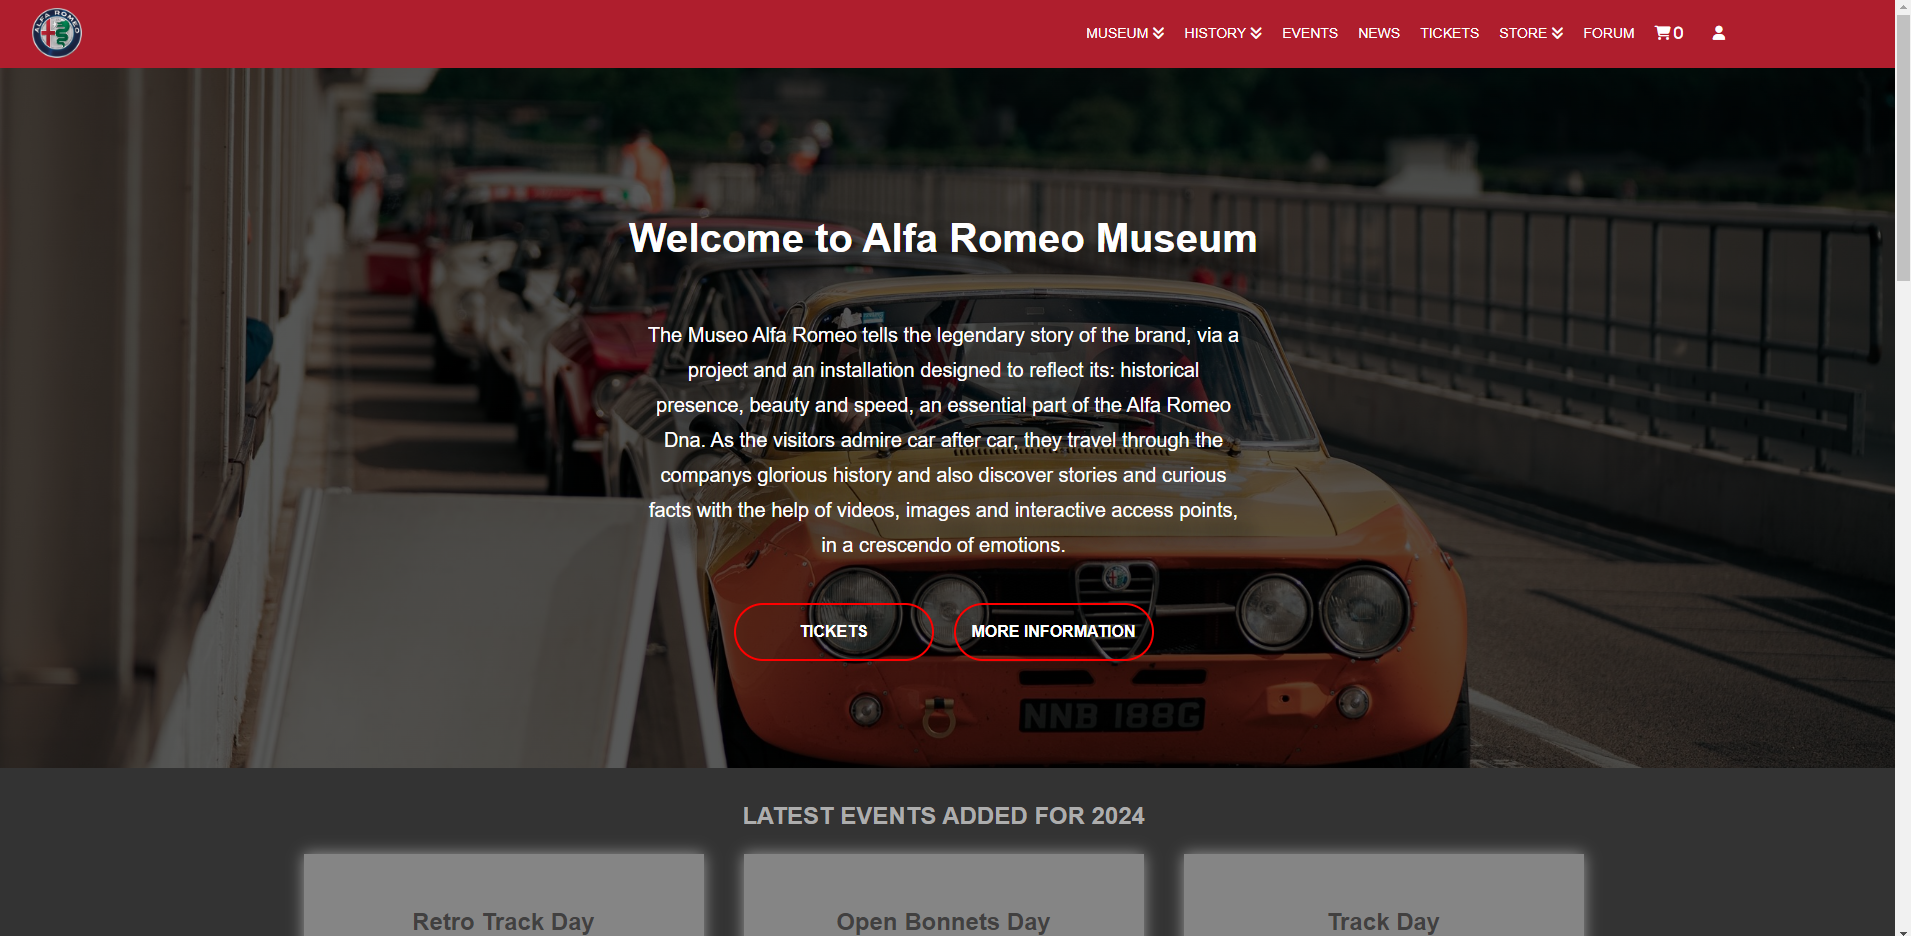 ALFA ROMEO
MUSEUM
HISTORY
EVENTS
NEWS
TICKETS
STORE
FORUM
0
Welcome to Alfa Romeo Museum
The Museo Alfa Romeo tells the legendary story of the brand, via a
project and an installation designed to reflect its: historical
presence, beauty and speed, an essential part of the Alfa Romeo
Dna. As the visitors admire car after car, they travel through the
companys glorious history and also discover stories and curious
facts with the help of videos, images and interactive access points,
in a crescendo of emotions.
TICKETS
MORE INFORMATION
NNB 188G
LATEST EVENTS ADDED FOR 2024
Retro Track Day
Open Bonnets Day
Track Day